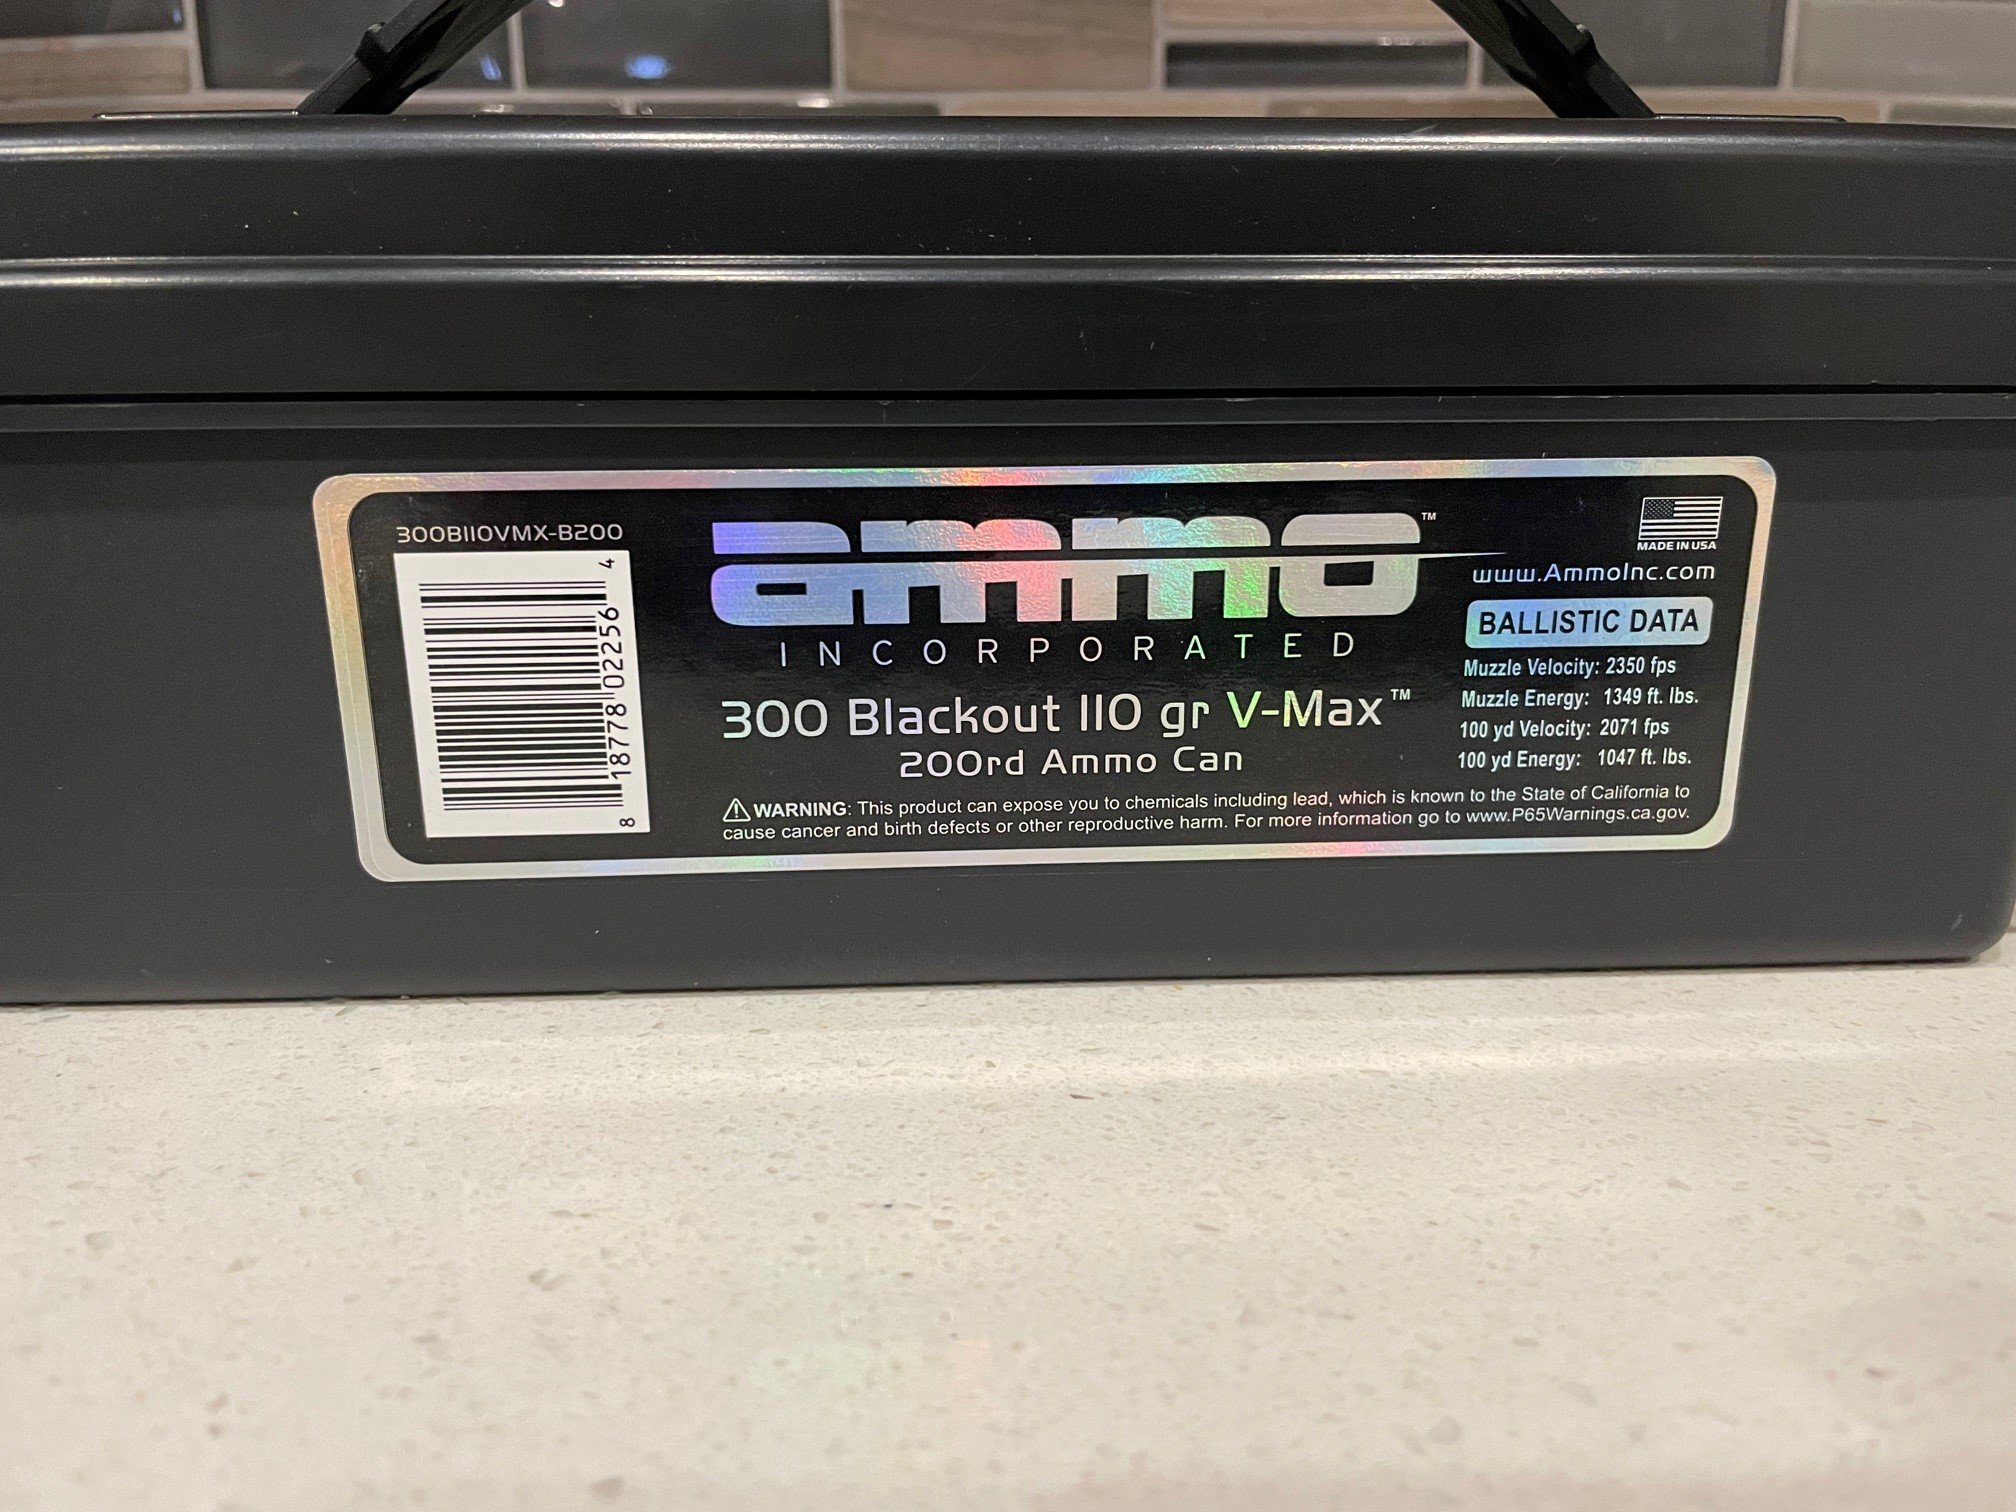 300B110VMX-B200
8 18778 02256 4
ammo™
INCORPORATED
300 Blackout 110 gr V-Max™
200rd Ammo Can
⚠ WARNING: This product can expose you to chemicals including lead, which is known to the State of California to
cause cancer and birth defects or other reproductive harm. For more information go to www.P65Warnings.ca.gov.
MADE IN USA
www.AmmoInc.com
BALLISTIC DATA
Muzzle Velocity: 2350 fps
Muzzle Energy: 1349 ft. lbs.
100 yd Velocity: 2071 fps
100 yd Energy: 1047 ft. lbs.